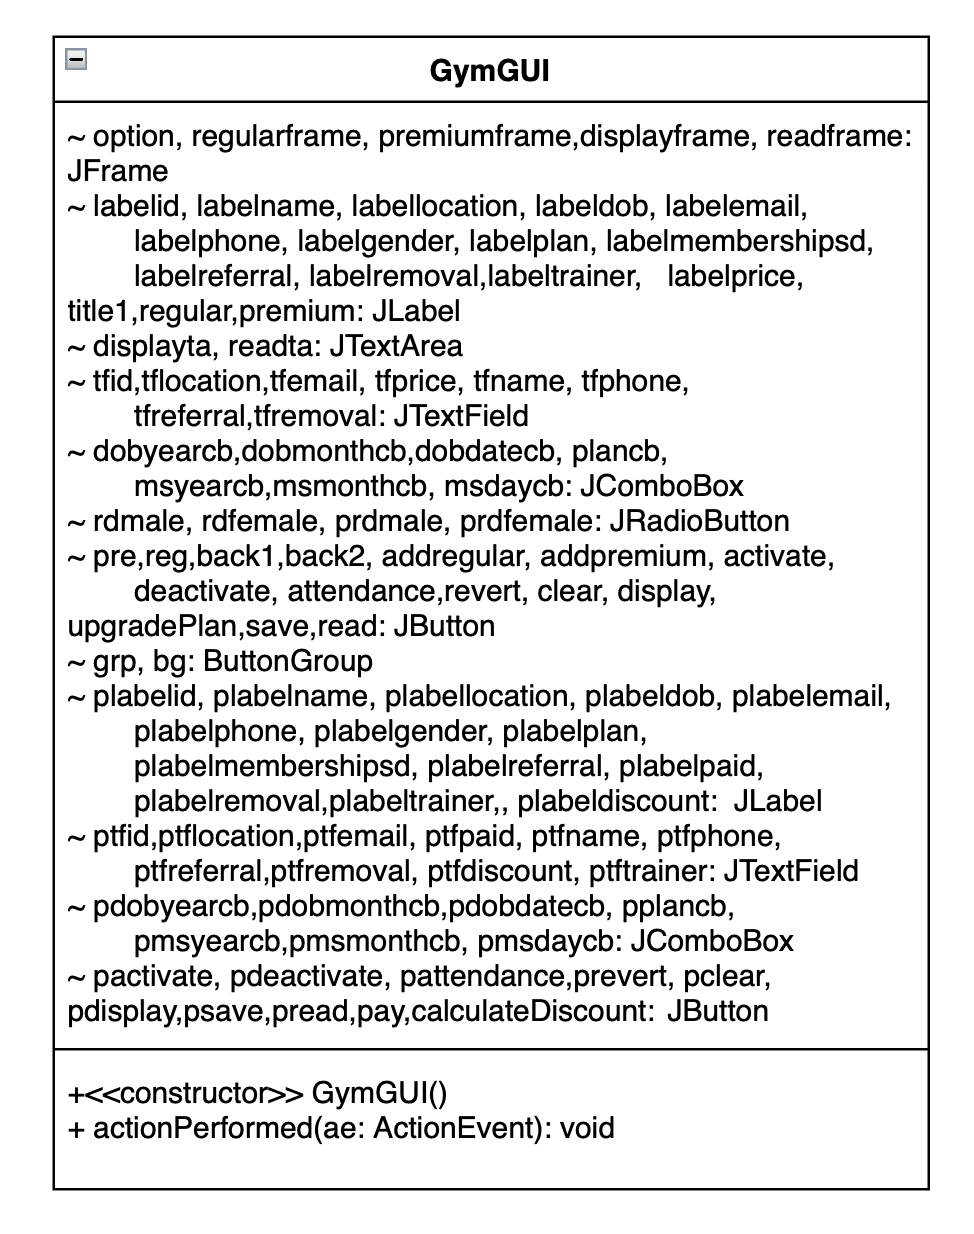 GymGUI
~ option, regularframe, premiumframe,displayframe, readframe:
JFrame
~ labelid, labelname, labellocation, labeldob, labelemail,
labelphone, labelgender, labelplan, labelmembershipsd,
labelreferral, labelremoval,labeltrainer, labelprice,
title1,regular,premium: JLabel
~ displayta, readta: JTextArea
~ tfid,tflocation,tfemail, tfprice, tfname, tfphone,
tfreferral,tfremoval: JTextField
~ dobyearcb,dobmonthcb,dobdatecb, plancb,
msyearcb,msmonthcb, msdaycb: JComboBox
~ rdmale, rdfemale, prdmale, prdfemale: JRadioButton
~ pre,reg,back1,back2, addregular, addpremium, activate,
deactivate, attendance,revert, clear, display,
upgradePlan,save,read: JButton
~ grp, bg: ButtonGroup
~ plabelid, plabelname, plabellocation, plabeldob, plabelemail,
plabelphone, plabelgender, plabelplan,
plabelmembershipsd, plabelreferral, plabelpaid,
plabelremoval,plabeltrainer,, plabeldiscount: JLabel
~ ptfid,ptflocation,ptfemail, ptfpaid, ptfname, ptfphone,
ptfreferral,ptfremoval, ptfdiscount, ptftrainer: JTextField
~ pdobyearcb,pdobmonthcb,pdobdatecb, pplancb,
pmsyearcb,pmsmonthcb, pmsdaycb: JComboBox
~ pactivate, pdeactivate, pattendance,prevert, pclear,
pdisplay,psave,pread,pay,calculateDiscount: JButton
+<<constructor>> GymGUI()
+ actionPerformed(ae: ActionEvent): void